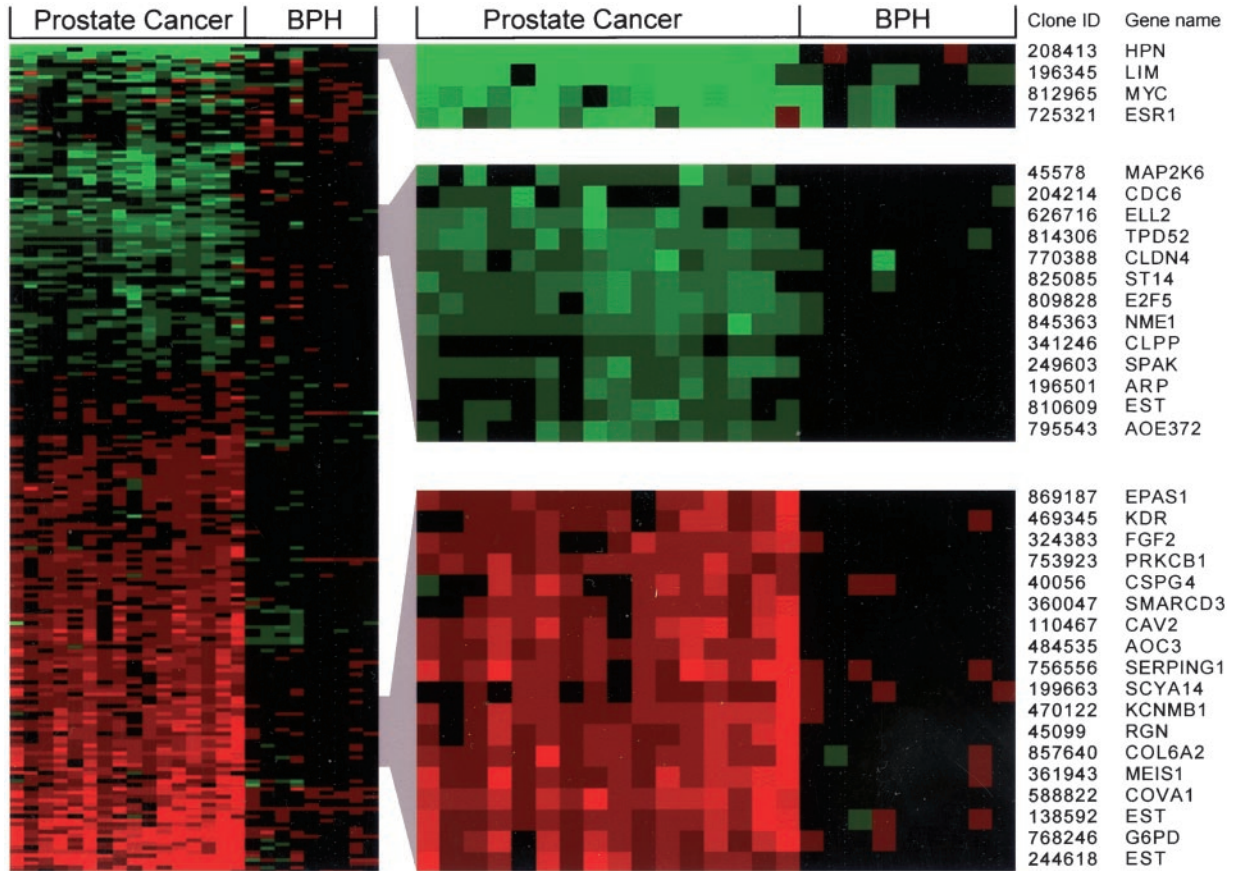 Prostate Cancer BPH Prostate Cancer BPH Clone ID Gene name
208413 HPN
196345 LIM
812965 MYC
725321 ESR1
45578 MAP2K6
204214 CDC6
626716 ELL2
814306 TPD52
770388 CLDN4
825085 ST14
809828 E2F5
845363 NME1
341246 CLPP
249603 SPAK
196501 ARP
810609 EST
795543 AOE372
869187 EPAS1
469345 KDR
324383 FGF2
753923 PRKCB1
40056 CSPG4
360047 SMARCD3
110467 CAV2
484535 AOC3
756556 SERPING1
199663 SCYA14
470122 KCNMB1
45099 RGN
857640 COL6A2
361943 MEIS1
588822 COVA1
138592 EST
768246 G6PD
244618 EST